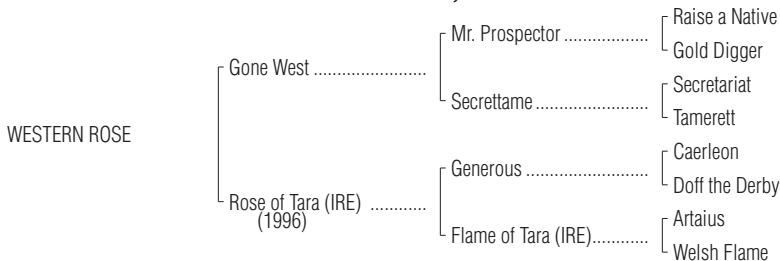 Raise a Native
Mr. Prospector ....................
Gold Digger
Gone West ..........................
Secretariat
Secrettame ..........................
Tamerett
WESTERN ROSE
Caerleon
Generous ............................
Doff the Derby
Rose of Tara (IRE) .............
(1996)
Artaius
Flame of Tara (IRE).............
Welsh Flame